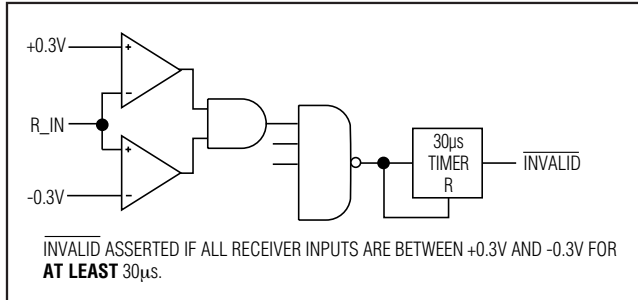 +0.3V
R_IN
-0.3V
+
-
+
-
30µs
TIMER
R
INVALID
INVALID ASSERTED IF ALL RECEIVER INPUTS ARE BETWEEN +0.3V AND -0.3V FOR
AT LEAST 30µs.